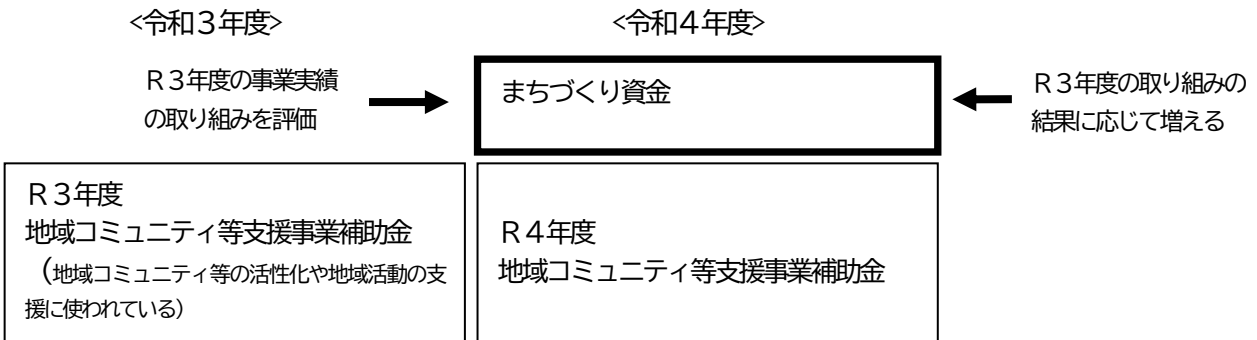 <令和３年度>
<令和４年度>
Ｒ３年度の事業実績
の取り組みを評価
まちづくり資金
Ｒ３年度の取り組みの
結果に応じて増える
Ｒ３年度
地域コミュニティ等支援事業補助金
（地域コミュニティ等の活性化や地域活動の支
援に使われている）
Ｒ４年度
地域コミュニティ等支援事業補助金